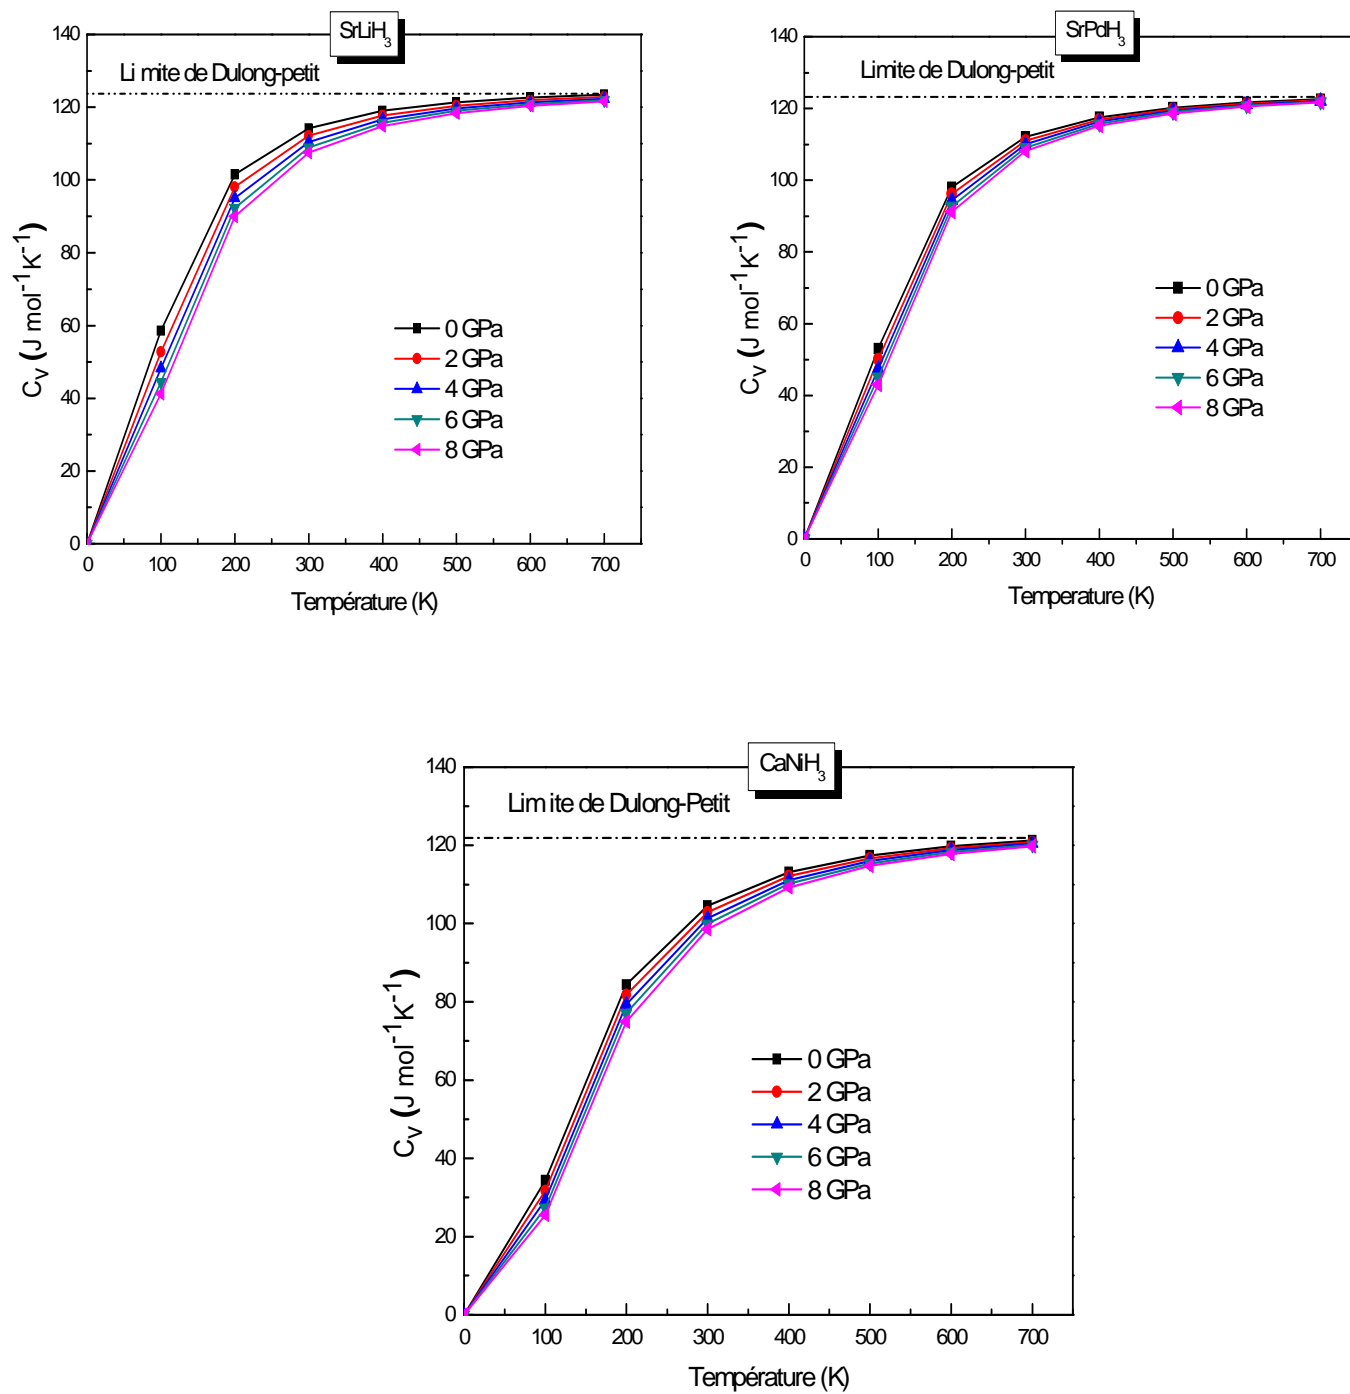 SrLiH3
140
Li mite de Dulong-petit
120
100
80
60
40
20
0
CV (J mol-1K-1)
0 GPa
2 GPa
4 GPa
6 GPa
8 GPa
0 100 200 300 400 500 600 700
Température (K)
SrPdH3
140
Limite de Dulong-petit
120
100
80
60
40
20
0
CV (J mol-1K-1)
0 GPa
2 GPa
4 GPa
6 GPa
8 GPa
0 100 200 300 400 500 600 700
Temperature (K)
CaNiH3
140
Lim ite de Dulong-Petit
120
100
80
60
40
20
0
CV (J mol-1K-1)
0 GPa
2 GPa
4 GPa
6 GPa
8 GPa
0 100 200 300 400 500 600 700
Température (K)